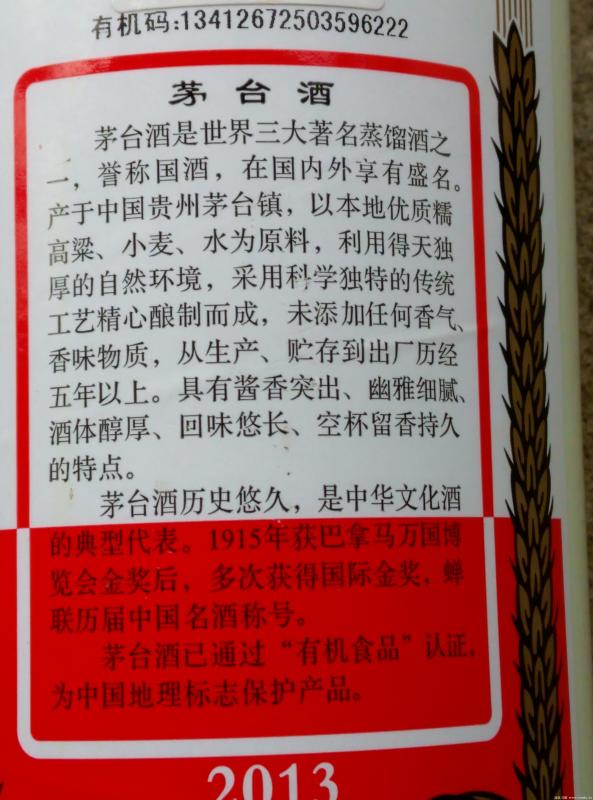 有机码:13412672503596222
茅台酒
茅台酒是世界三大著名蒸馏酒之
一,誉称国酒,在国内外享有盛名。
产于中国贵州茅台镇,以本地优质糯
高粱、小麦、水为原料,利用得天独
厚的自然环境,采用科学独特的传统
工艺精心酿制而成,未添加任何香气、
香味物质,从生产、贮存到出厂历经
五年以上。具有酱香突出、幽雅细腻、
酒体醇厚、回味悠长、空杯留香持久
的特点。
茅台酒历史悠久,是中华文化酒
的典型代表。1915年获巴拿马万国博
览会金奖后,多次获得国际金奖,蝉
联历届中国名酒称号。
茅台酒已通过“有机食品”认证,
为中国地理标志保护产品。
2013